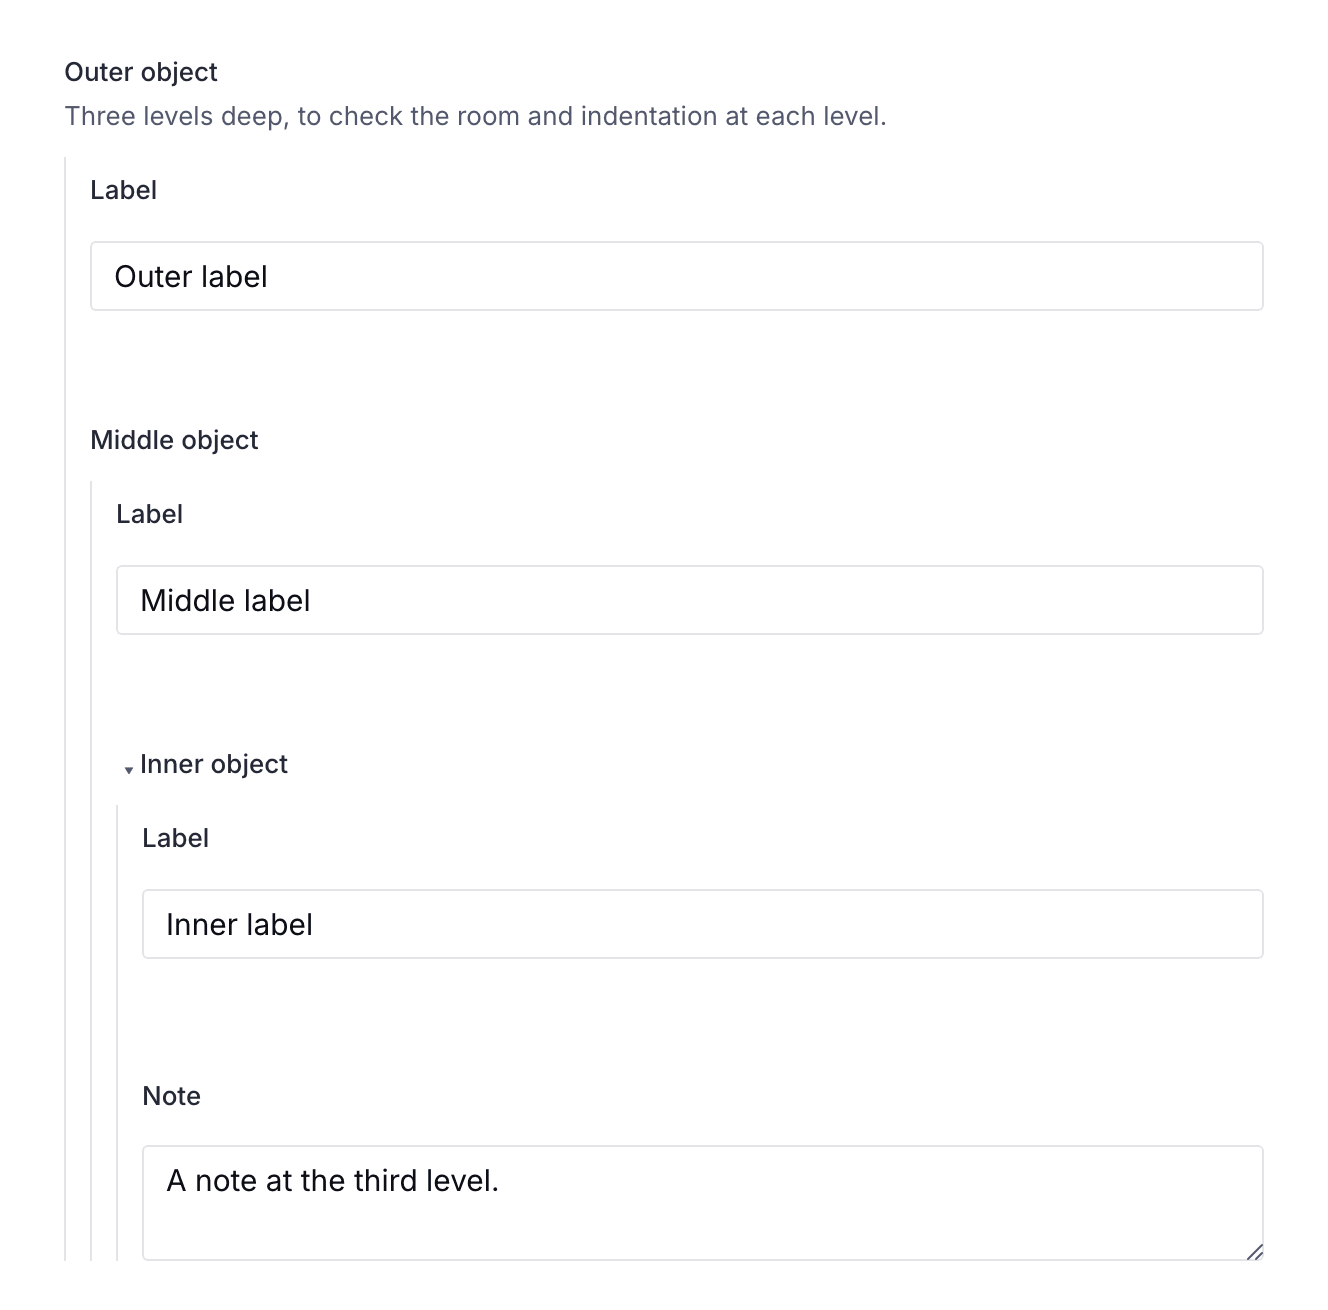 Outer object
Three levels deep, to check the room and indentation at each level.
Label
Outer label
Middle object
Label
Middle label
Inner object
Label
Inner label
Note
A note at the third level.